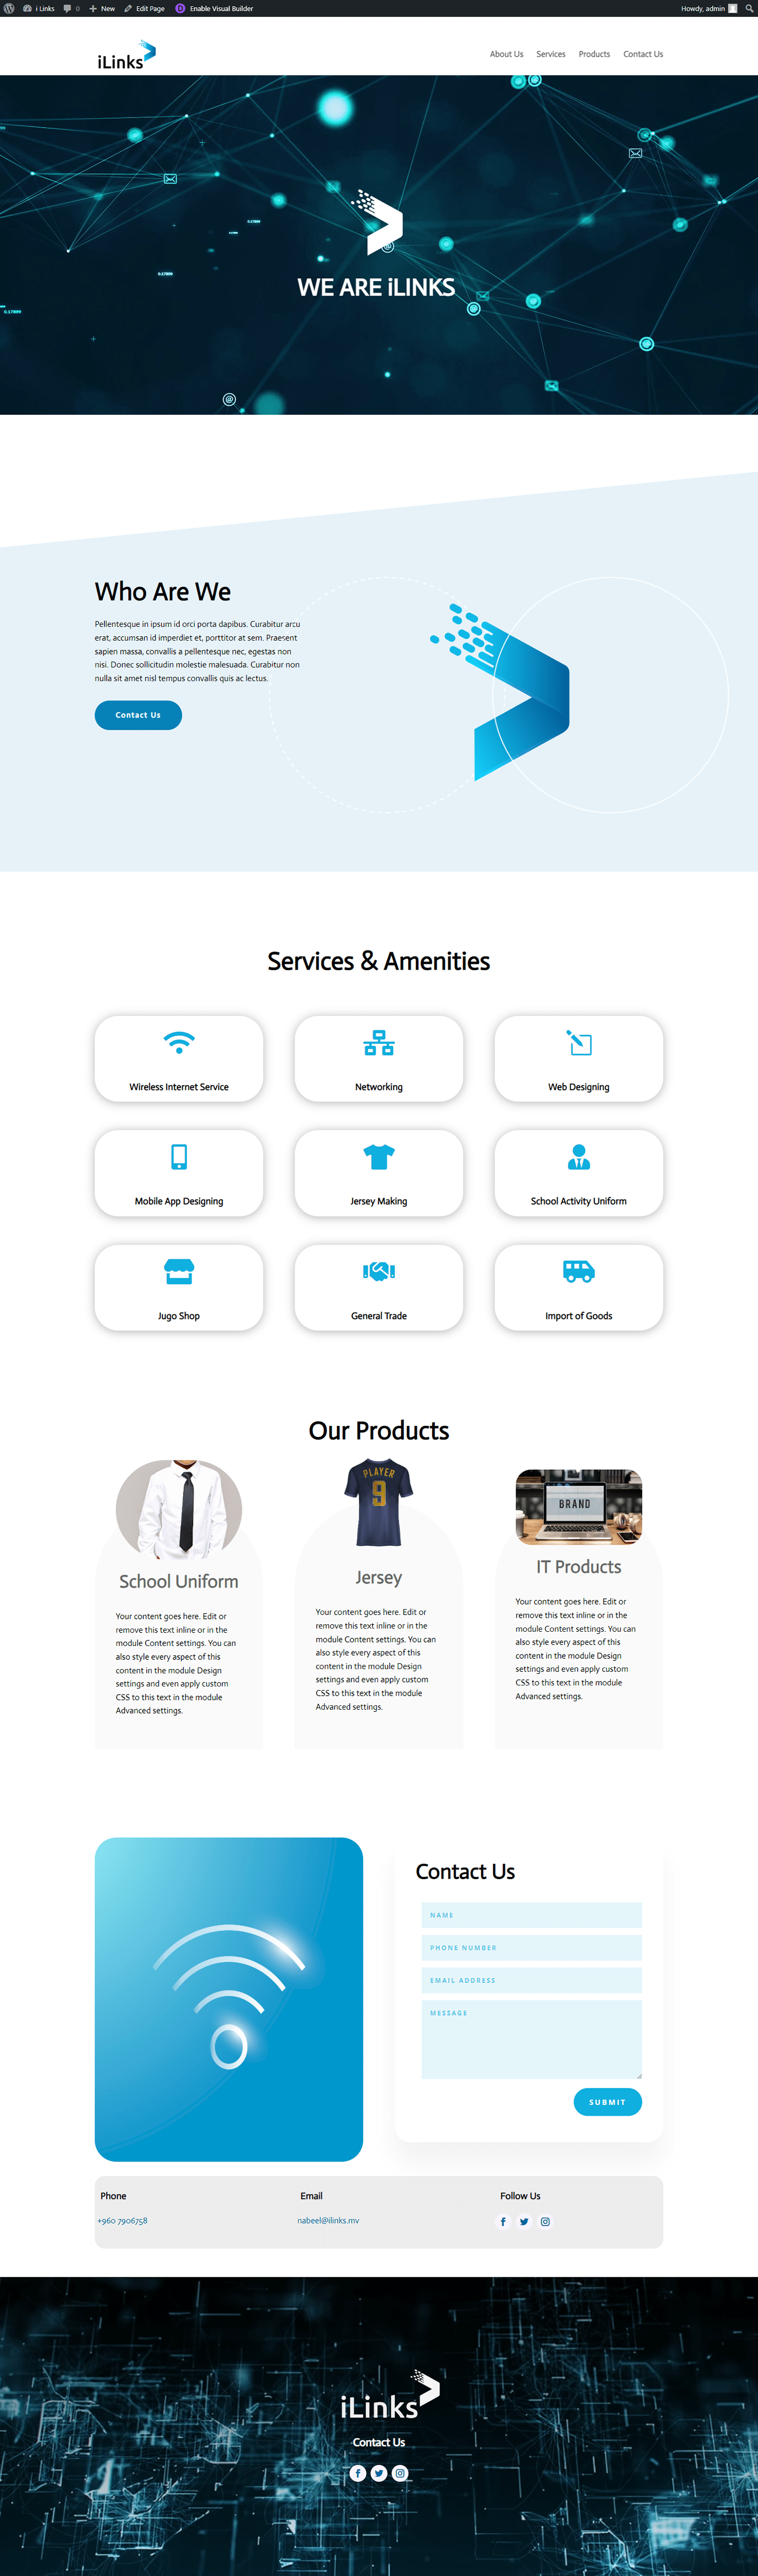 i Links 0 New Edit Page Enable Visual Builder Howdy, admin
iLinks
About Us Services Products Contact Us
0.17899
0.17899
0.17899
WE ARE iLINKS
Who Are We
Pellentesque in ipsum id orci porta dapibus. Curabitur arcu
erat, accumsan id imperdiet et, porttitor at sem. Praesent
sapien massa, convallis a pellentesque nec, egestas non
nisi. Donec sollicitudin molestie malesuada. Curabitur non
nulla sit amet nisl tempus convallis quis ac lectus.
Contact Us
Services & Amenities
Wireless Internet Service
Networking
Web Designing
Mobile App Designing
Jersey Making
School Activity Uniform
Jugo Shop
General Trade
Import of Goods
Our Products
School Uniform
Your content goes here. Edit or
remove this text inline or in the
module Content settings. You can
also style every aspect of this
content in the module Design
settings and even apply custom
CSS to this text in the module
Advanced settings.
PLAYER
9
Jersey
Your content goes here. Edit or
remove this text inline or in the
module Content settings. You can
also style every aspect of this
content in the module Design
settings and even apply custom
CSS to this text in the module
Advanced settings.
BRAND
IT Products
Your content goes here. Edit or
remove this text inline or in the
module Content settings. You can
also style every aspect of this
content in the module Design
settings and even apply custom
CSS to this text in the module
Advanced settings.
Contact Us
NAME
PHONE NUMBER
EMAIL ADDRESS
MESSAGE
SUBMIT
Phone
+960 7906758
Email
nabeel@ilinks.mv
Follow Us
iLinks
Contact Us